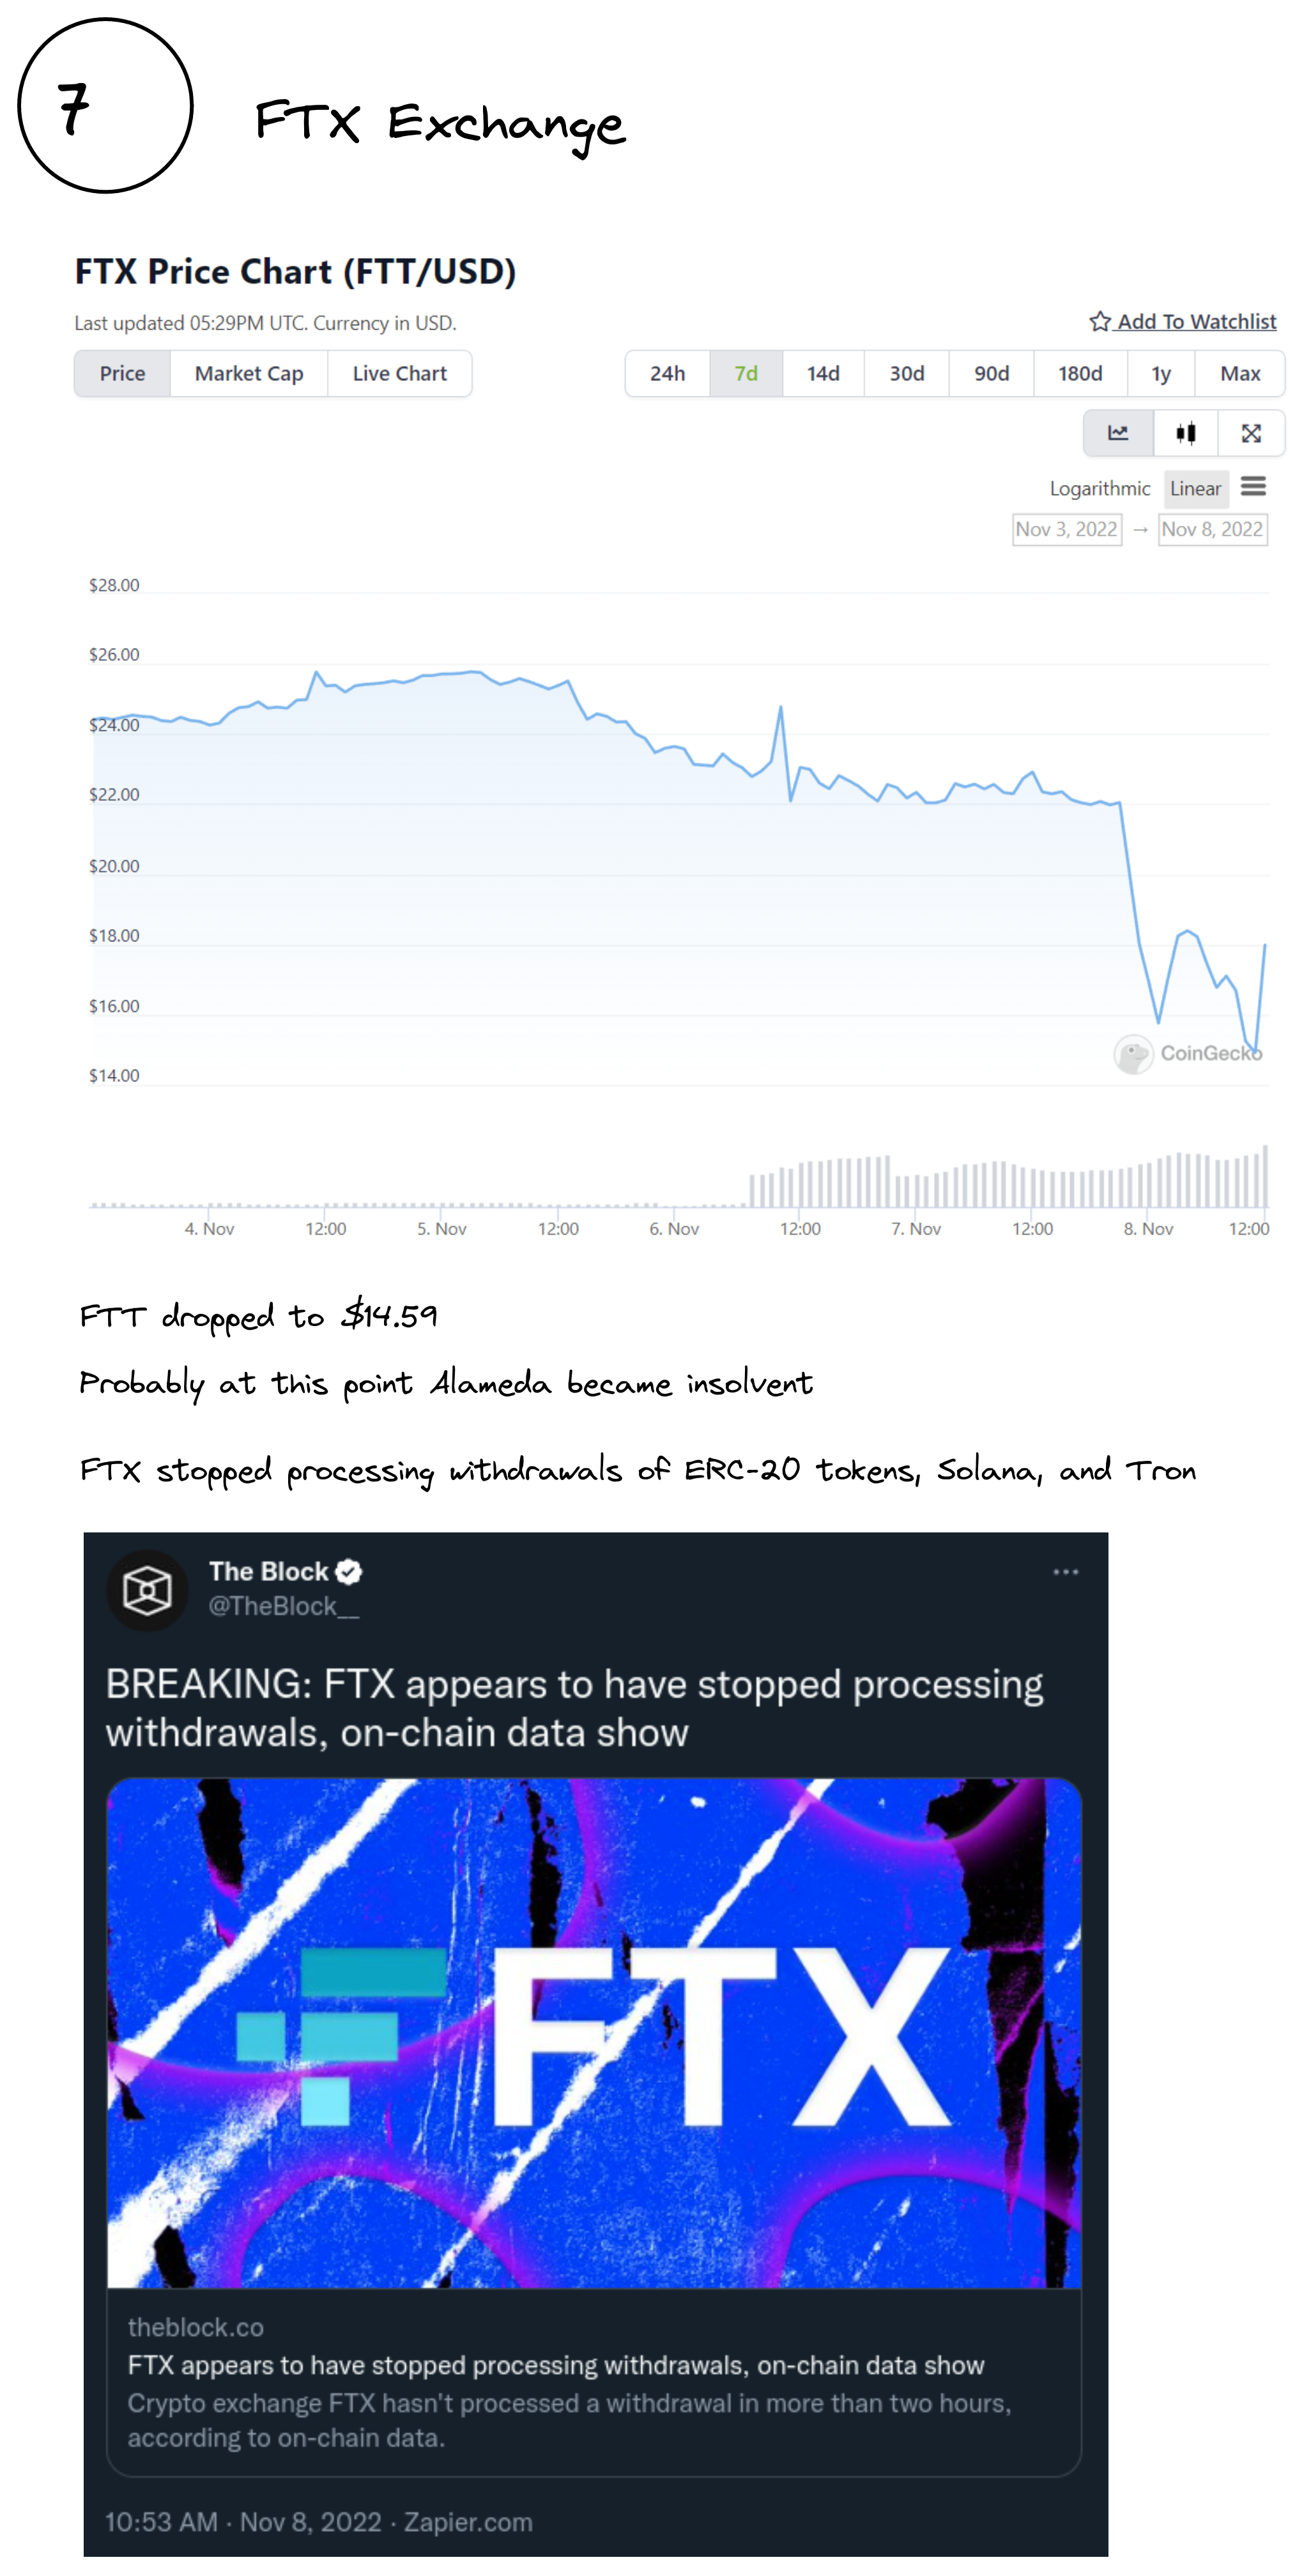 7
FTX Exchange
FTX Price Chart (FTT/USD)
Last updated 05:29PM UTC. Currency in USD.
Add To Watchlist
Price Market Cap Live Chart
24h 7d 14d 30d 90d 180d 1y Max
Logarithmic Linear
Nov 3, 2022 → Nov 8, 2022
$28.00
$26.00
$24.00
$22.00
$20.00
$18.00
$16.00
$14.00
CoinGecko
4. Nov 12:00 5. Nov 12:00 6. Nov 12:00 7. Nov 12:00 8. Nov 12:00
FTT dropped to $14.59
Probably at this point Alameda became insolvent
FTX stopped processing withdrawals of ERC-20 tokens, Solana, and Tron
The Block
@TheBlock__
BREAKING: FTX appears to have stopped processing
withdrawals, on-chain data show
FTX
theblock.co
FTX appears to have stopped processing withdrawals, on-chain data show
Crypto exchange FTX hasn't processed a withdrawal in more than two hours,
according to on-chain data.
10:53 AM · Nov 8, 2022 · Zapier.com